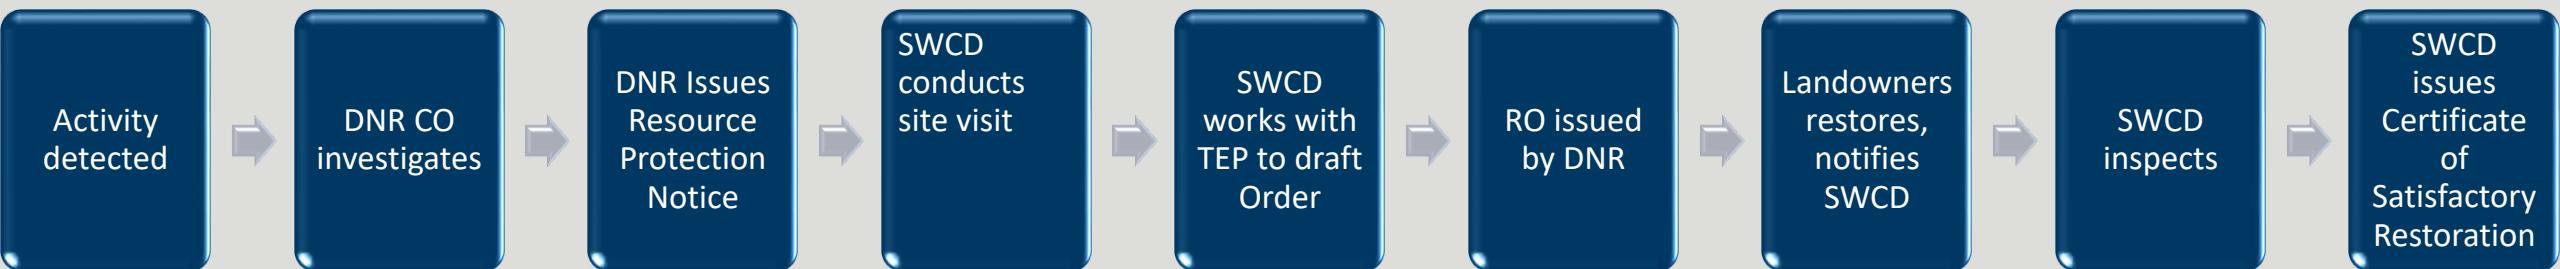 Activity
detected
DNR CO
investigates
DNR Issues
Resource
Protection
Notice
SWCD
conducts
site visit
SWCD
works with
TEP to draft
Order
RO issued
by DNR
Landowners
restores,
notifies
SWCD
SWCD
inspects
SWCD
issues
Certificate
of
Satisfactory
Restoration